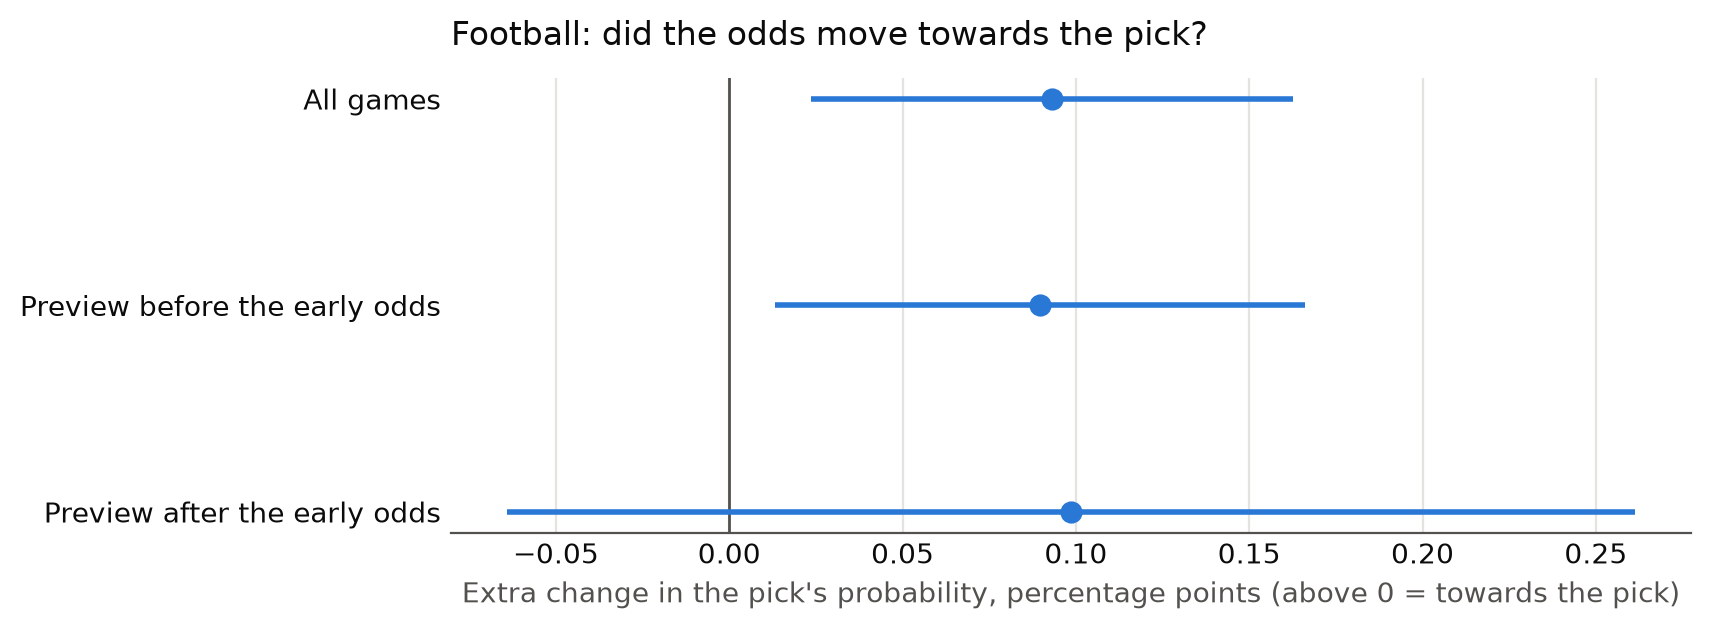 Football: did the odds move towards the pick?
All games
Preview before the early odds
Preview after the early odds
−0.05 0.00 0.05 0.10 0.15 0.20 0.25
Extra change in the pick's probability, percentage points (above 0 = towards the pick)